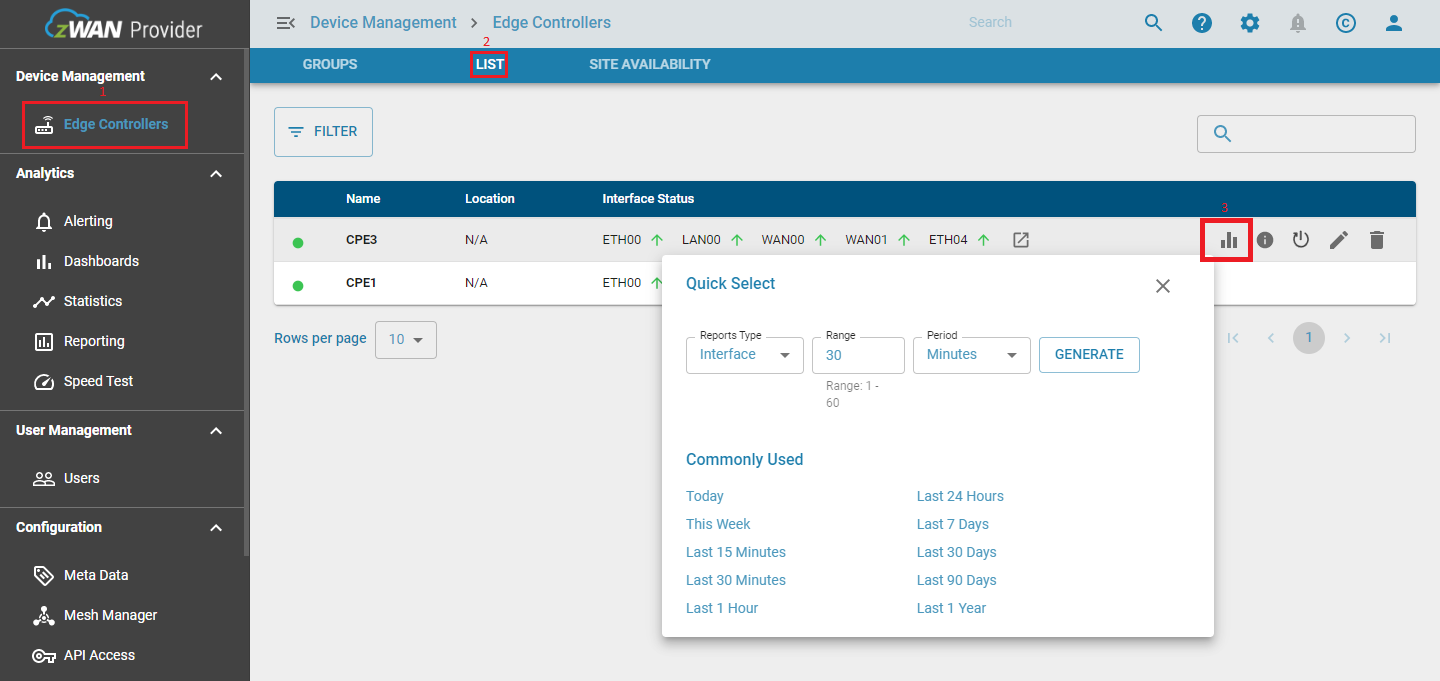 zWAN Provider
Device Management
1
Edge Controllers
Analytics
Alerting
Dashboards
Statistics
Reporting
Speed Test
User Management
Users
Configuration
Meta Data
Mesh Manager
API Access
Device Management > Edge Controllers
Search
C
2
GROUPS LIST SITE AVAILABILITY
FILTER
Name Location Interface Status
3
CPE3 N/A ETH00 LAN00 WAN00 WAN01 ETH04
CPE1 N/A ETH00
Rows per page 10
1
Quick Select
Reports Type Range Period
Interface 30 Minutes GENERATE
Range: 1 -
60
Commonly Used
Today Last 24 Hours
This Week Last 7 Days
Last 15 Minutes Last 30 Days
Last 30 Minutes Last 90 Days
Last 1 Hour Last 1 Year